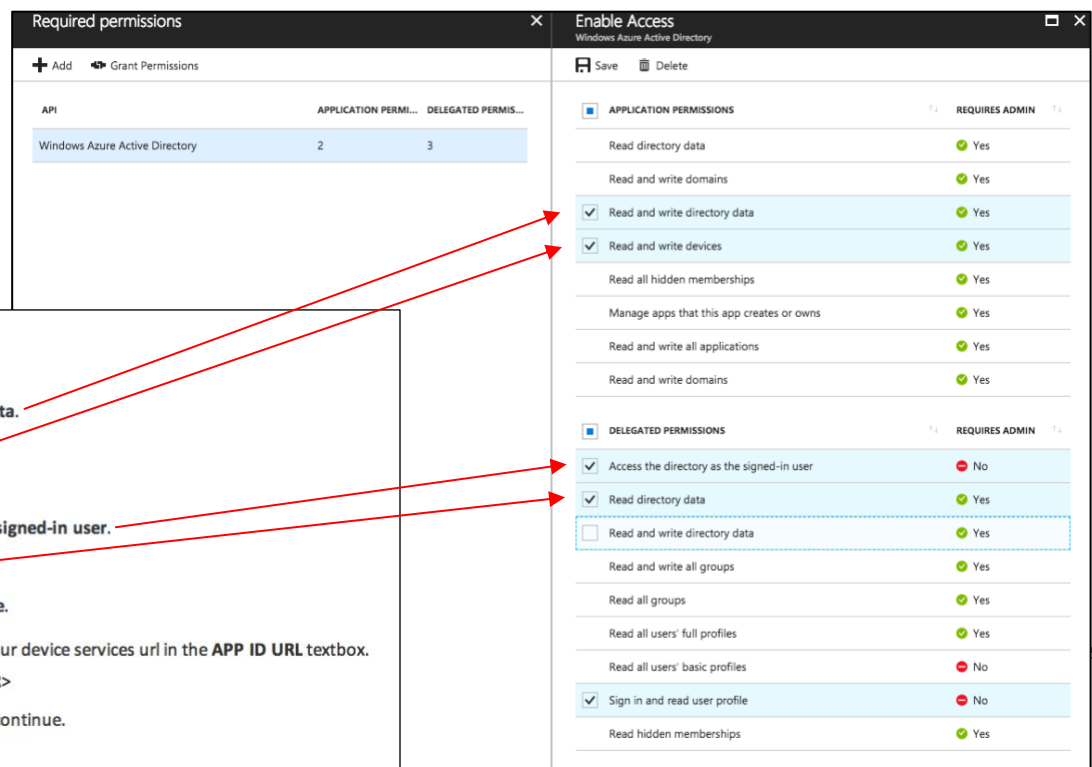 Required permissions
Add Grant Permissions
API APPLICATION PERMI... DELEGATED PERMIS...
Windows Azure Active Directory 2 3
ta.
signed-in user.
e.
ur device services url in the APP ID URL textbox.
>
ontinue.
Enable Access
Windows Azure Active Directory
Save Delete
APPLICATION PERMISSIONS REQUIRES ADMIN
Read directory data Yes
Read and write domains Yes
Read and write directory data Yes
Read and write devices Yes
Read all hidden memberships Yes
Manage apps that this app creates or owns Yes
Read and write all applications Yes
Read and write domains Yes
DELEGATED PERMISSIONS REQUIRES ADMIN
Access the directory as the signed-in user No
Read directory data Yes
Read and write directory data Yes
Read and write all groups Yes
Read all groups Yes
Read all users' full profiles Yes
Read all users' basic profiles No
Sign in and read user profile No
Read hidden memberships Yes